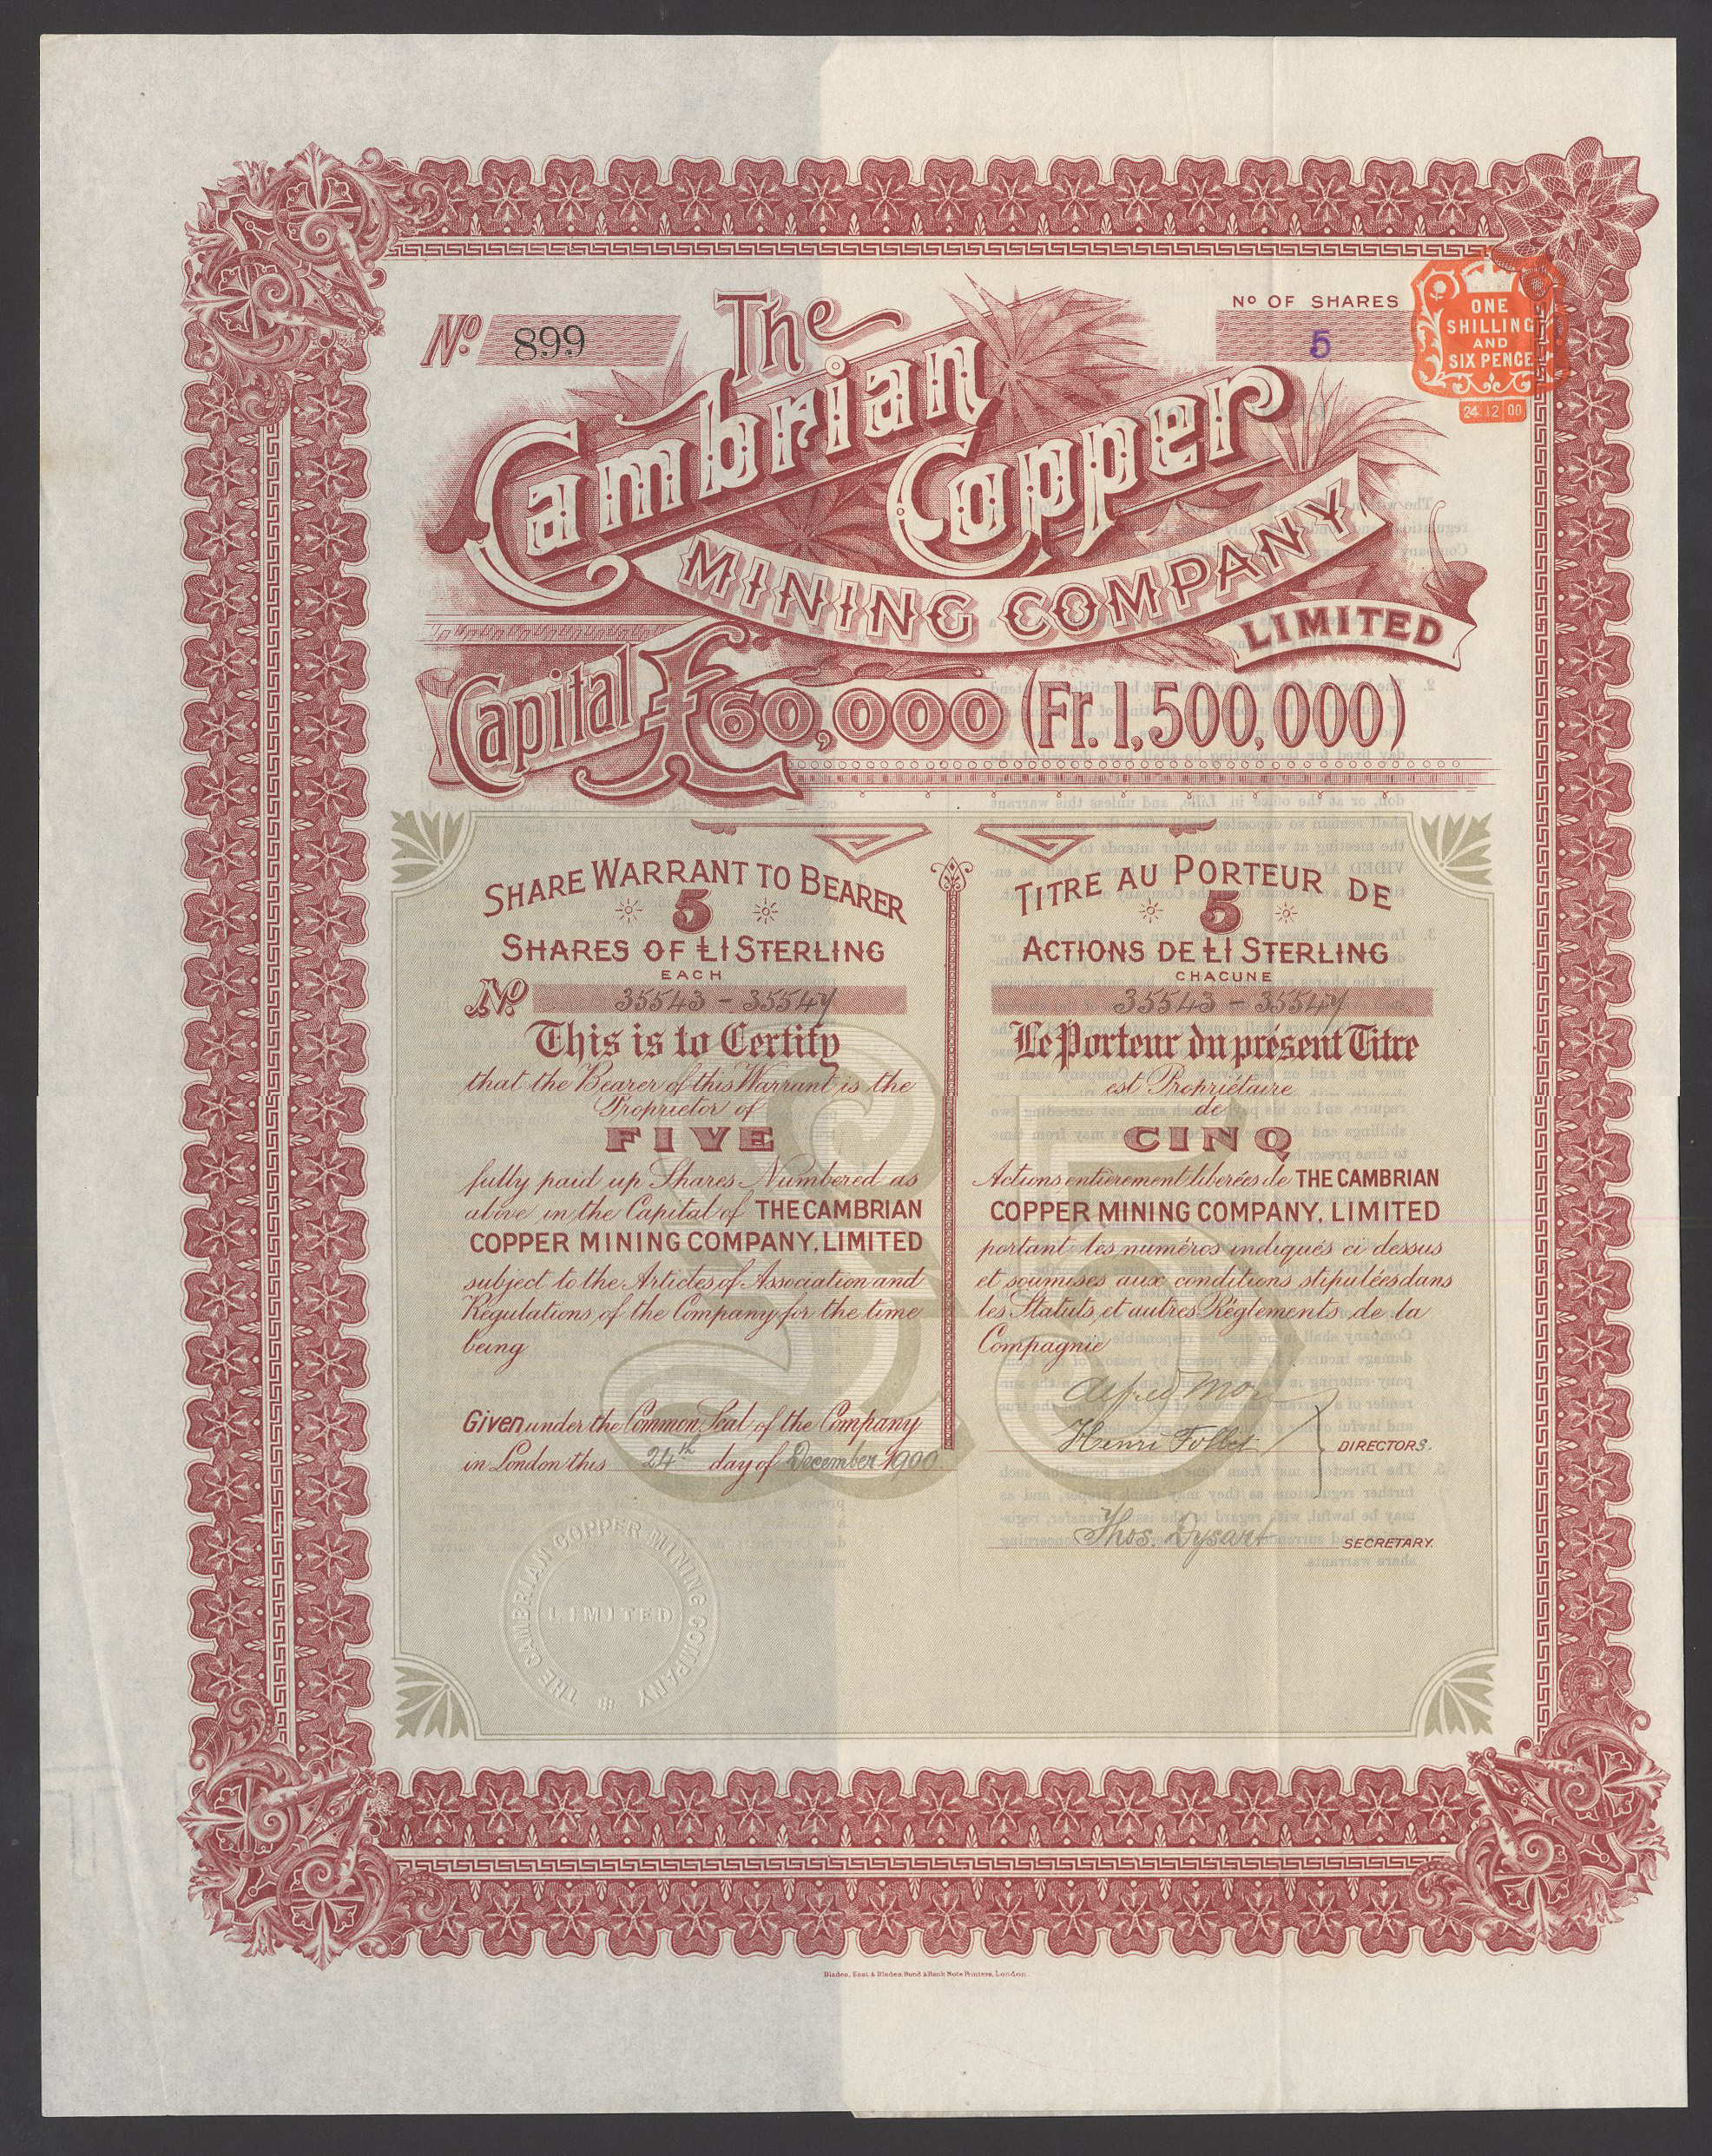 No. 899
No OF SHARES
5
ONE
SHILLING
AND
SIX PENCE
24 12 00
The
Cambrian
Copper
MINING COMPANY
LIMITED
Capital £60,000 (Fr. 1,500,000)
SHARE WARRANT TO BEARER
5
SHARES OF £1 STERLING
EACH
No 35543 - 35547
This is to Certify
that the Bearer of this Warrant is the
Proprietor of
FIVE
fully paid up Shares Numbered as
above in the Capital of THE CAMBRIAN
COPPER MINING COMPANY, LIMITED
subject to the Articles of Association and
Regulations of the Company for the time
being
Given under the Common Seal of the Company
in London this 24th day of December 1900
TITRE AU PORTEUR DE
5
ACTIONS DE £1 STERLING
CHACUNE
35543 - 35547
Le Porteur du présent Titre
est Propriétaire
de
CINQ
Actions entièrement liberées de THE CAMBRIAN
COPPER MINING COMPANY, LIMITED
portant les numéros indiqués ci dessus
et soumises aux conditions stipulées dans
les Statuts et autres Règlements de la
Compagnie
Alfred
Henri
DIRECTORS.
Thos. Dysart
SECRETARY.
THE CAMBRIAN COPPER MINING COMPANY
LIMITED
£5
Blades, East & Blades, Bond & Bank Note Printers, London.